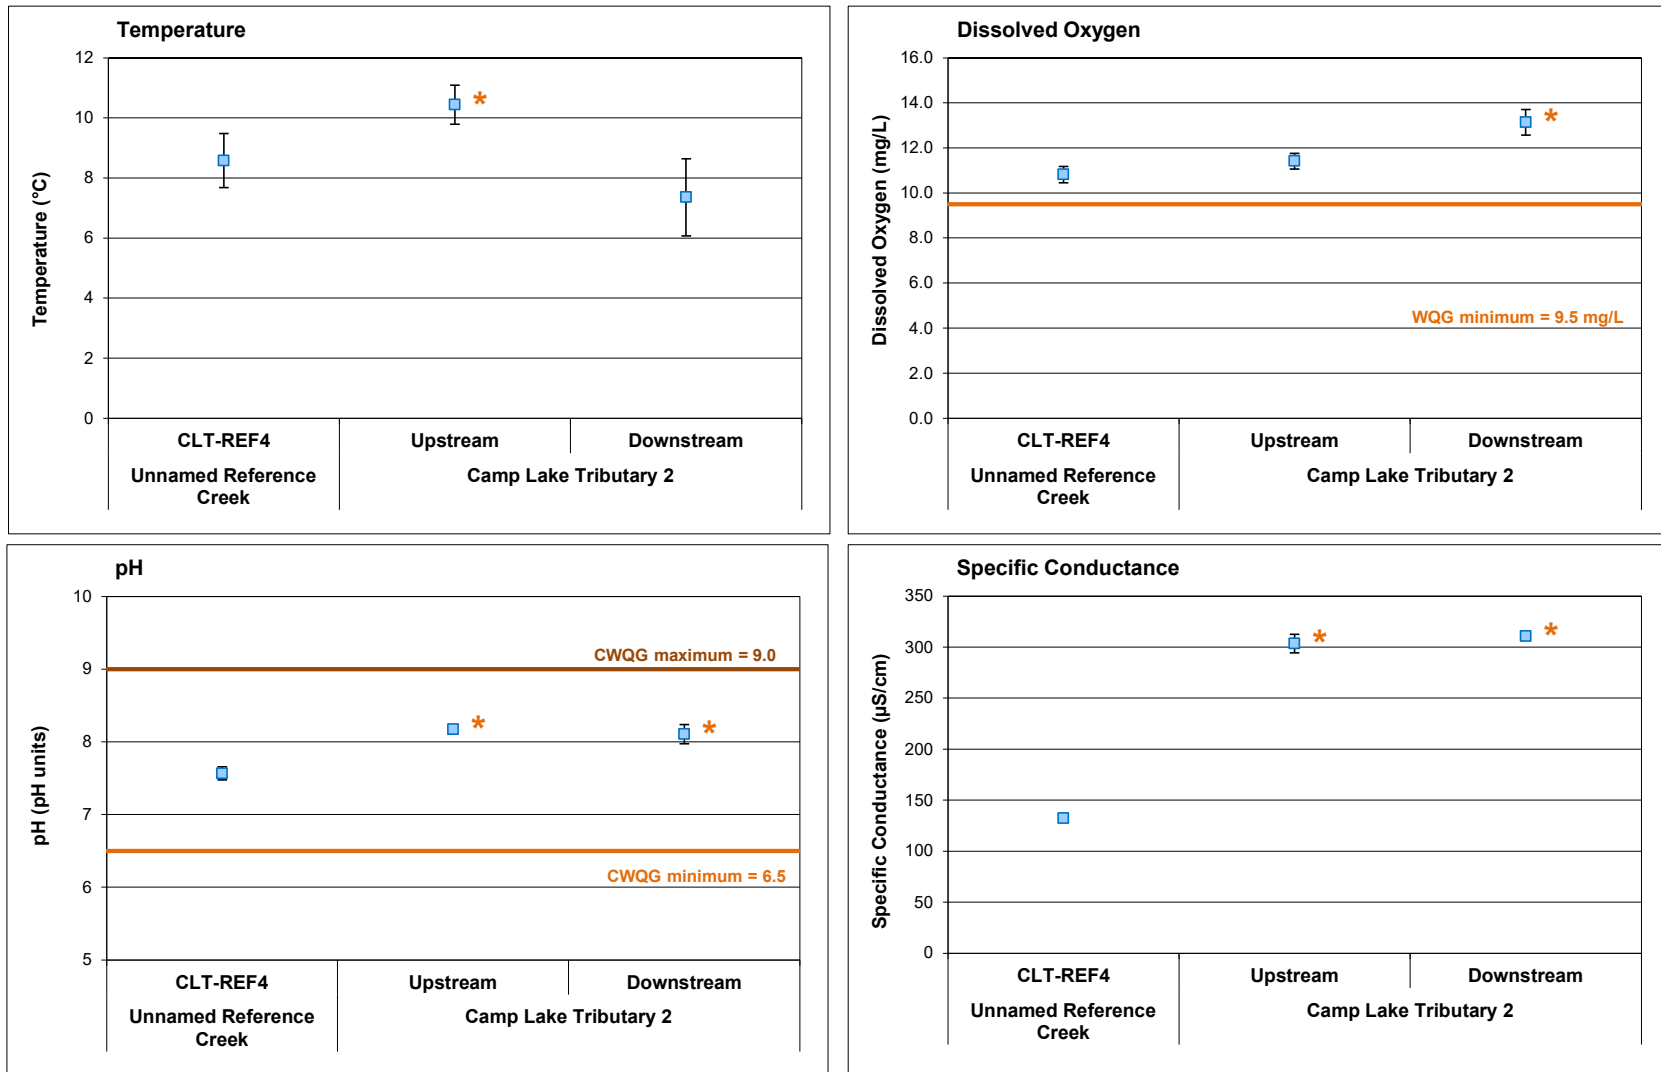 Temperature
12
10
8
6
4
2
0
Temperature (°C)
CLT-REF4
Upstream
Downstream
Unnamed Reference
Creek
Camp Lake Tributary 2
Dissolved Oxygen
16.0
14.0
12.0
10.0
8.0
6.0
4.0
2.0
0.0
Dissolved Oxygen (mg/L)
*
WQG minimum = 9.5 mg/L
CLT-REF4
Upstream
Downstream
Unnamed Reference
Creek
Camp Lake Tributary 2
pH
10
9
8
7
6
5
pH (pH units)
CWQG maximum = 9.0
*
*
CWQG minimum = 6.5
CLT-REF4
Upstream
Downstream
Unnamed Reference
Creek
Camp Lake Tributary 2
Specific Conductance
350
300
250
200
150
100
50
0
Specific Conductance (µS/cm)
*
*
CLT-REF4
Upstream
Downstream
Unnamed Reference
Creek
Camp Lake Tributary 2